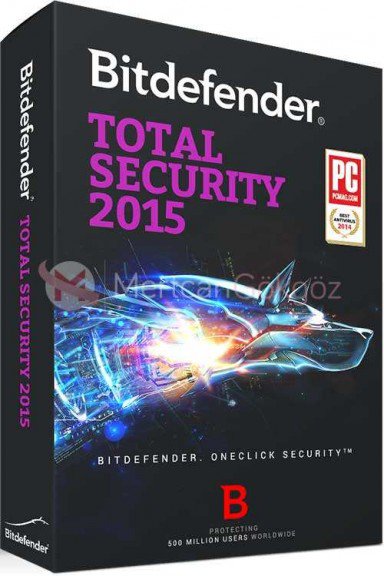 Bitdefender®
TOTAL
SECURITY
2015
PC
PCMAG.COM
BEST
ANTIVIRUS
2014
MertcanGökgöz
BITDEFENDER. ONECLICK SECURITY™
B
PROTECTING
500 MILLION USERS WORLDWIDE
Bitdefender® TOTAL SECURITY 2015
Bitdefender